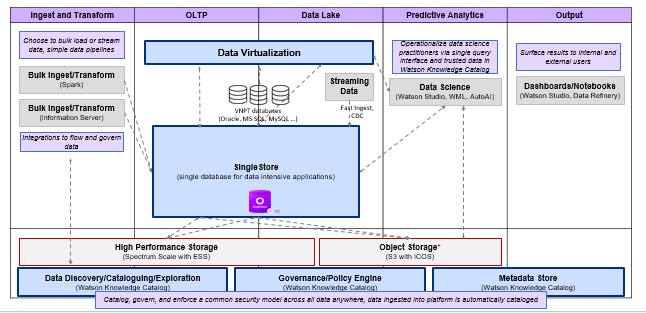 Ingest and Transform
OLTP
Data Lake
Predictive Analytics
Output
Choose to bulk load or stream
data, simple data pipelines
Bulk Ingest/Transform
(Spark)
Bulk Ingest/Transform
(Information Server)
Integrations to flow and govern
data
Data Virtualization
VNPT databases
(Oracle, MS SQL, MySQL ...)
Streaming
Data
Fast Ingest,
CDC
SingleStore
(single database for data intensive applications)
Operationalize data science
practitioners via single query
interface and trusted data in
Watson Knowledge Catalog
Data Science
(Watson Studio, WML, AutoAI)
Surface results to internal and
external users
Dashboards/Notebooks
(Watson Studio, Data Refinery)
High Performance Storage
(Spectrum Scale with ESS)
Object Storage*
(S3 with ICOS)
Data Discovery/Cataloguing/Exploration
(Watson Knowledge Catalog)
Governance/Policy Engine
(Watson Knowledge Catalog)
Metadata Store
(Watson Knowledge Catalog)
Catalog, govern, and enforce a common security model across all data anywhere, data ingested into platform is automatically cataloged